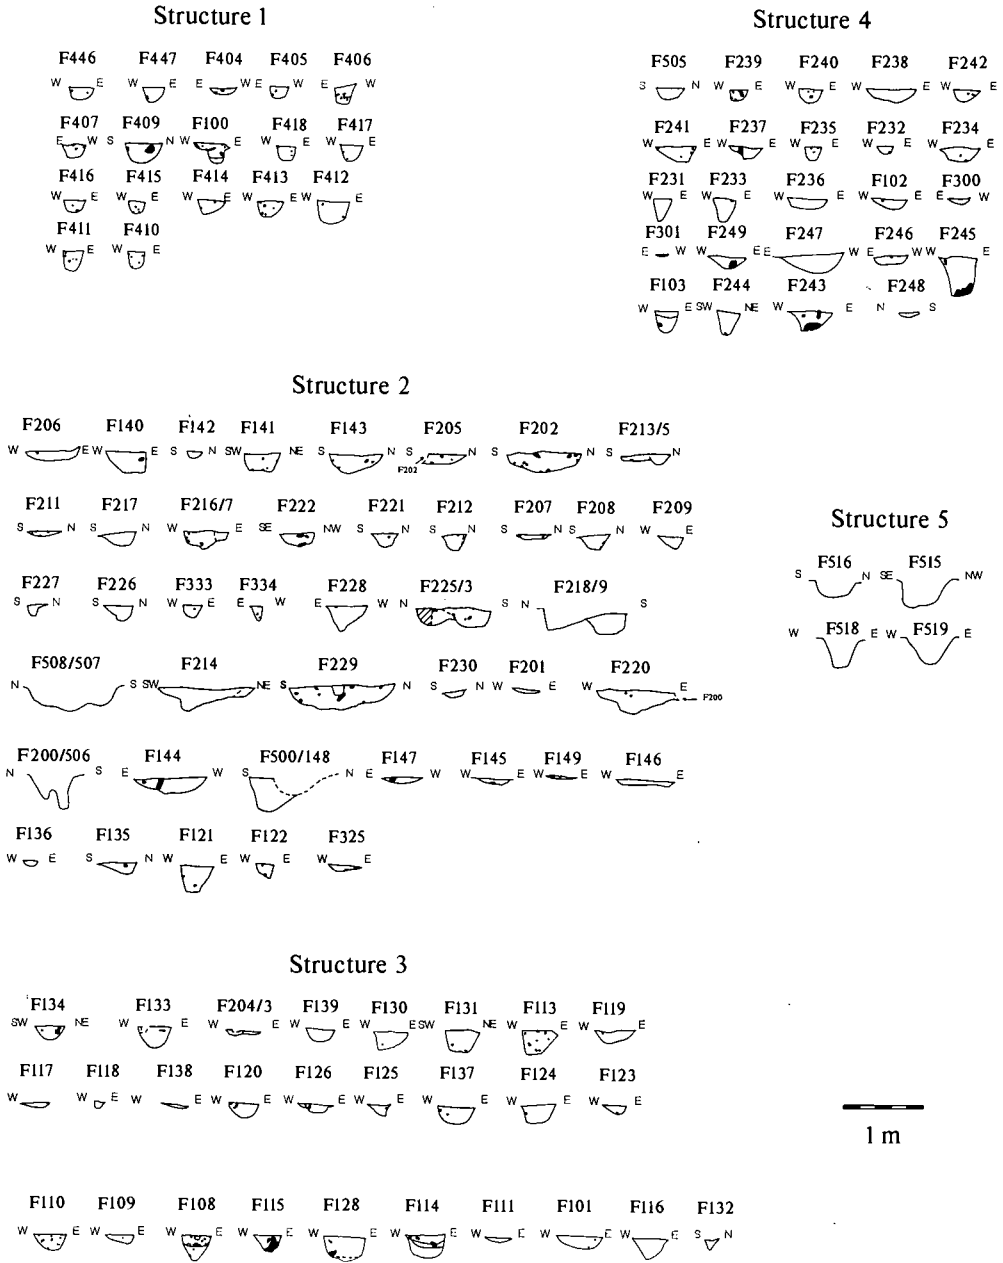 Structure 1
F446 F447 F404 F405 F406
W E W E E W E W E W
F407 F409 F100 F418 F417
E W S N W E W E W E
F416 F415 F414 F413 F412
W E W E W E W E W E
F411 F410
W E W E
Structure 4
F505 F239 F240 F238 F242
S N W E W E W E W E
F241 F237 F235 F232 F234
W E W E W E W E W E
F231 F233 F236 F102 F300
W E W E W E W E E W
F301 F249 F247 F246 F245
E W W E E W E W W E
F103 F244 F243 F248
W E SW NE W E N S
Structure 2
F206 F140 F142 F141 F143 F205 F202 F213/5
W E W E S N SW NE S N S N S N S N
F202
F211 F217 F216/7 F222 F221 F212 F207 F208 F209
S N S N W E SE NW S N S N S N S N W E
F227 F226 F333 F334 F228 F225/3 F218/9
S N S N W E E W E W N S N S
F508/507 F214 F229 F230 F201 F220
N S SW NE S N S N W E W E
F200
F200/506 F144 F500/148 F147 F145 F149 F146
N S E W S N E W W E W E W E
F136 F135 F121 F122 F325
W E S N W E W E W E
Structure 5
F516 F515
S N SE NW
F518 F519
W E W E
Structure 3
F134 F133 F204/3 F139 F130 F131 F113 F119
SW NE W E W E W E W E SW NE W E W E
F117 F118 F138 F120 F126 F125 F137 F124 F123
W E W E W E W E W E W E W E W E W E
1 m
F110 F109 F108 F115 F128 F114 F111 F101 F116 F132
W E W E W E W E W E W E W E W E W E S N